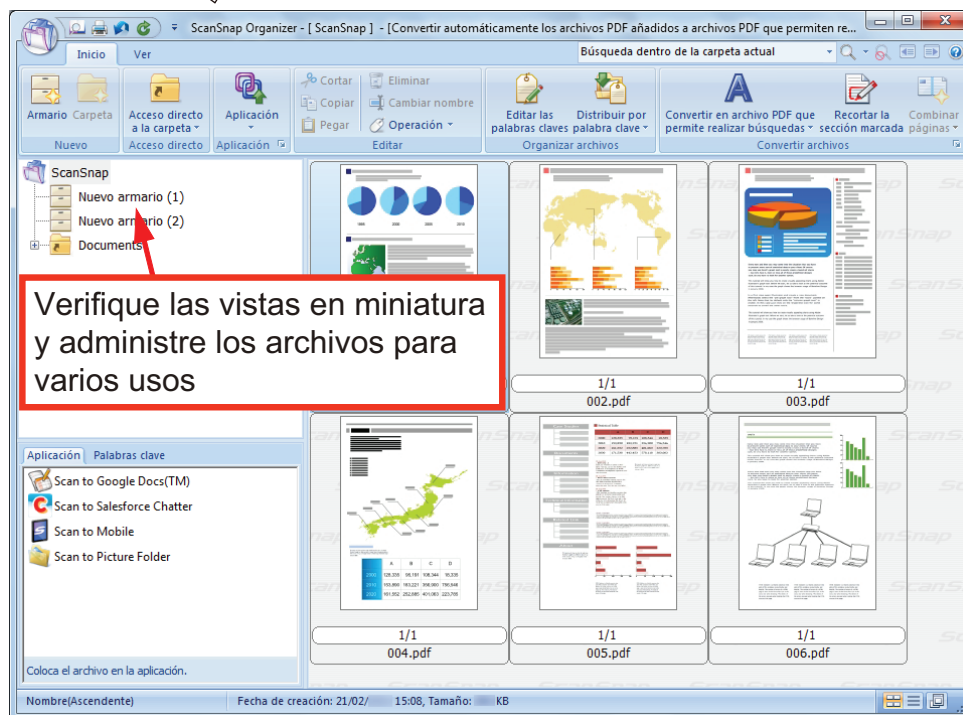 ScanSnap Organizer - [ ScanSnap ] - [Convertir automáticamente los archivos PDF añadidos a archivos PDF que permiten re...
Inicio Ver
Búsqueda dentro de la carpeta actual
Armario Carpeta
Nuevo
Acceso directo
a la carpeta
Acceso directo
Aplicación
Aplicación
Cortar
Copiar
Pegar
Eliminar
Cambiar nombre
Operación
Editar
Editar las
palabras claves
Distribuir por
palabra clave
Organizar archivos
Convertir en archivo PDF que
permite realizar búsquedas
Recortar la
sección marcada
Combinar
páginas
Convertir archivos
ScanSnap
Nuevo armario (1)
Nuevo armario (2)
Documents
Verifique las vistas en miniatura
y administre los archivos para
varios usos
1/1
002.pdf
1/1
003.pdf
Aplicación Palabras clave
Scan to Google Docs(TM)
Scan to Salesforce Chatter
Scan to Mobile
Scan to Picture Folder
Coloca el archivo en la aplicación.
1/1
004.pdf
1/1
005.pdf
1/1
006.pdf
Nombre(Ascendente)
Fecha de creación: 21/02/ 15:08, Tamaño: KB